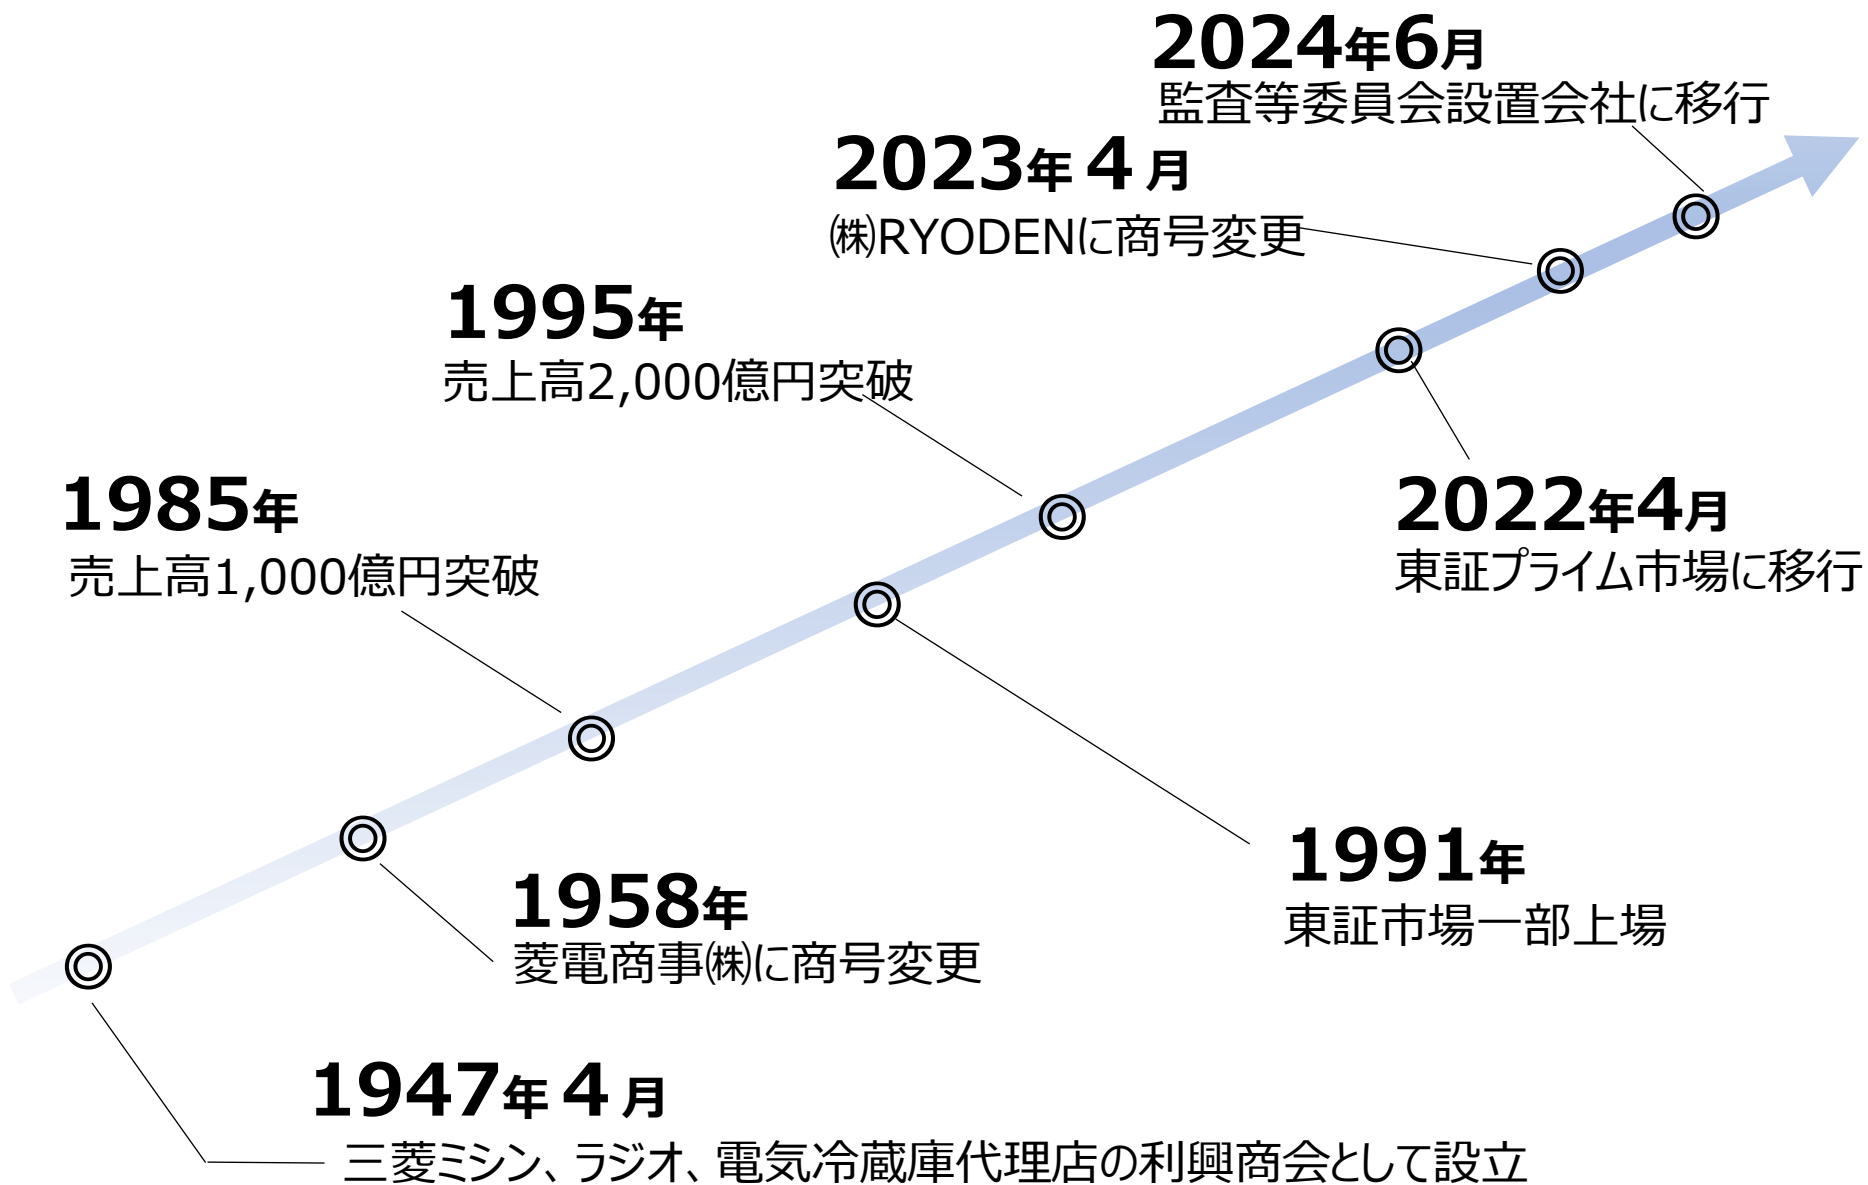 2024年6月
監査等委員会設置会社に移行
2023年４月
㈱RYODENに商号変更
1995年
売上高2,000億円突破
1985年
売上高1,000億円突破
2022年4月
東証プライム市場に移行
1991年
東証市場一部上場
1958年
菱電商事㈱に商号変更
1947年４月
三菱ミシン、ラジオ、電気冷蔵庫代理店の利興商会として設立